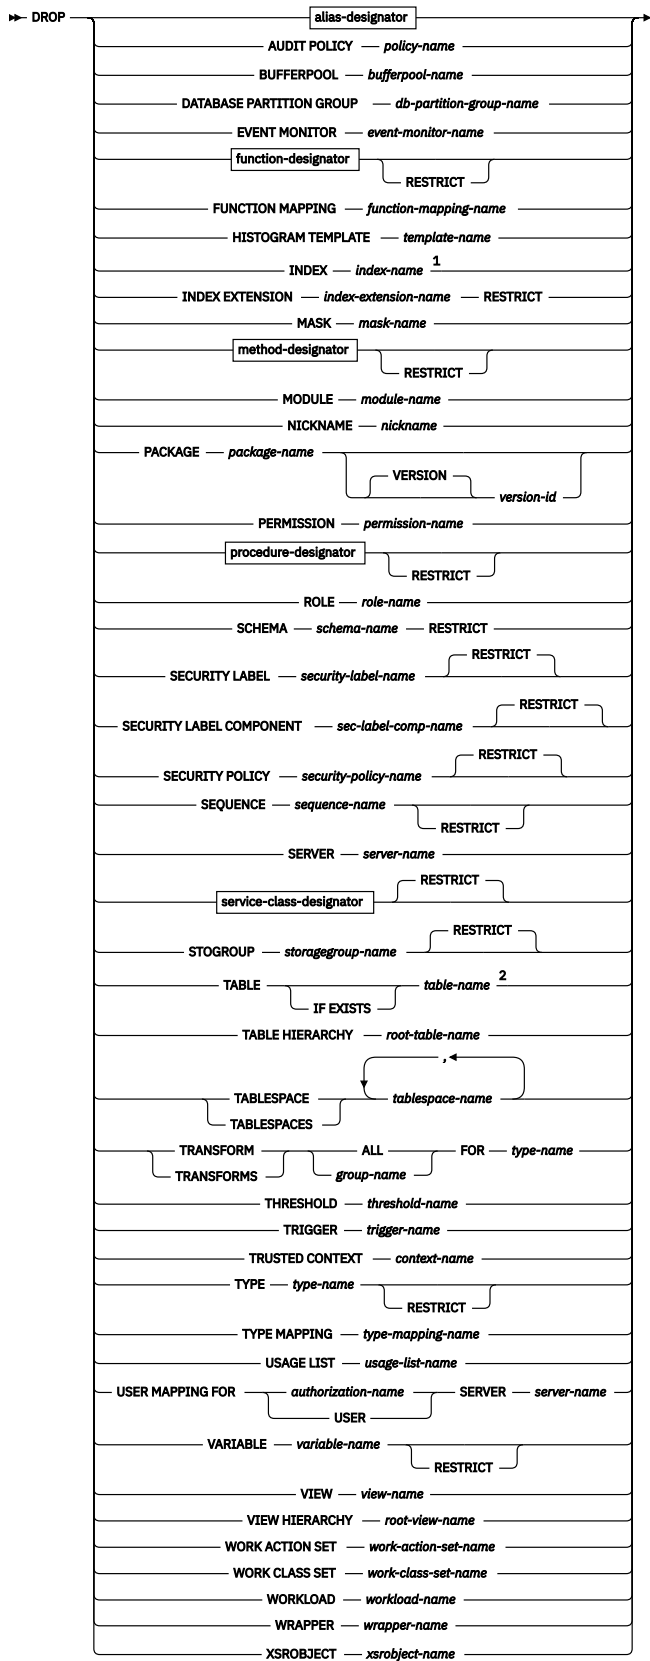 DROP alias-designator
AUDIT POLICY policy-name
BUFFERPOOL bufferpool-name
DATABASE PARTITION GROUP db-partition-group-name
EVENT MONITOR event-monitor-name
function-designator
RESTRICT
FUNCTION MAPPING function-mapping-name
HISTOGRAM TEMPLATE template-name
INDEX index-name 1
INDEX EXTENSION index-extension-name RESTRICT
MASK mask-name
method-designator
RESTRICT
MODULE module-name
NICKNAME nickname
PACKAGE package-name
VERSION
version-id
PERMISSION permission-name
procedure-designator
RESTRICT
ROLE role-name
SCHEMA schema-name RESTRICT
RESTRICT
SECURITY LABEL security-label-name
RESTRICT
SECURITY LABEL COMPONENT sec-label-comp-name
RESTRICT
SECURITY POLICY security-policy-name
SEQUENCE sequence-name
RESTRICT
SERVER server-name
RESTRICT
service-class-designator
RESTRICT
STOGROUP storagegroup-name
TABLE table-name 2
IF EXISTS
TABLE HIERARCHY root-table-name
,
TABLESPACE tablespace-name
TABLESPACES
TRANSFORM ALL FOR type-name
TRANSFORMS group-name
THRESHOLD threshold-name
TRIGGER trigger-name
TRUSTED CONTEXT context-name
TYPE type-name
RESTRICT
TYPE MAPPING type-mapping-name
USAGE LIST usage-list-name
USER MAPPING FOR authorization-name SERVER server-name
USER
VARIABLE variable-name
RESTRICT
VIEW view-name
VIEW HIERARCHY root-view-name
WORK ACTION SET work-action-set-name
WORK CLASS SET work-class-set-name
WORKLOAD workload-name
WRAPPER wrapper-name
XSROBJECT xsrobject-name